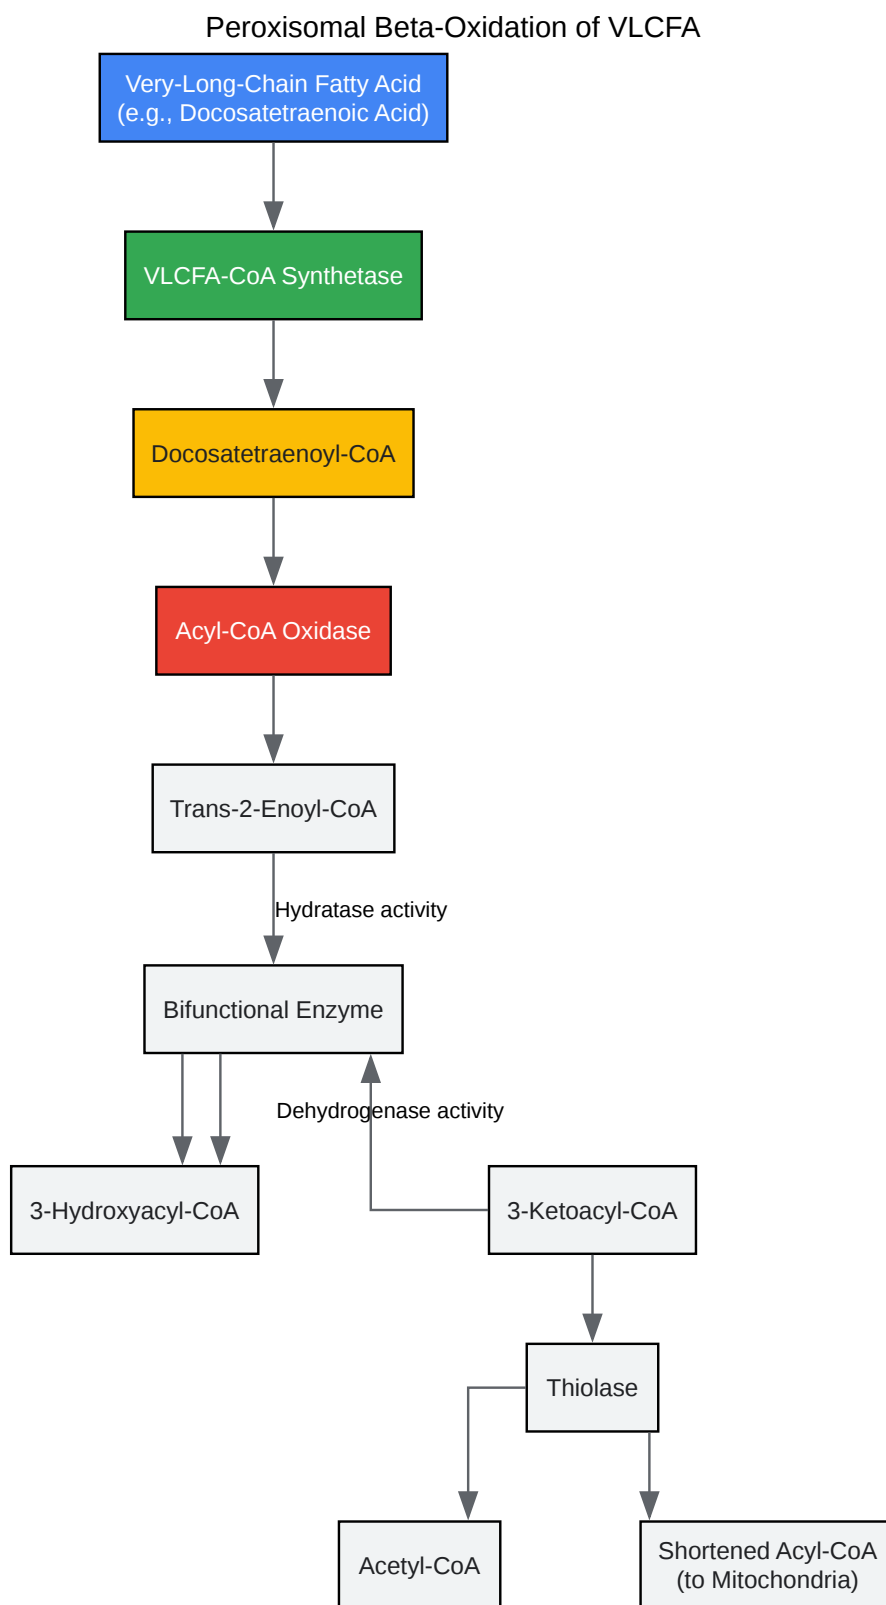 Peroxisomal Beta-Oxidation of VLCFA
Very-Long-Chain Fatty Acid
(e.g., Docosatetraenoic Acid)
VLCFA-CoA Synthetase
Docosatetraenoyl-CoA
Acyl-CoA Oxidase
Trans-2-Enoyl-CoA
Hydratase activity
Bifunctional Enzyme
Dehydrogenase activity
3-Hydroxyacyl-CoA
3-Ketoacyl-CoA
Thiolase
Acetyl-CoA
Shortened Acyl-CoA
(to Mitochondria)